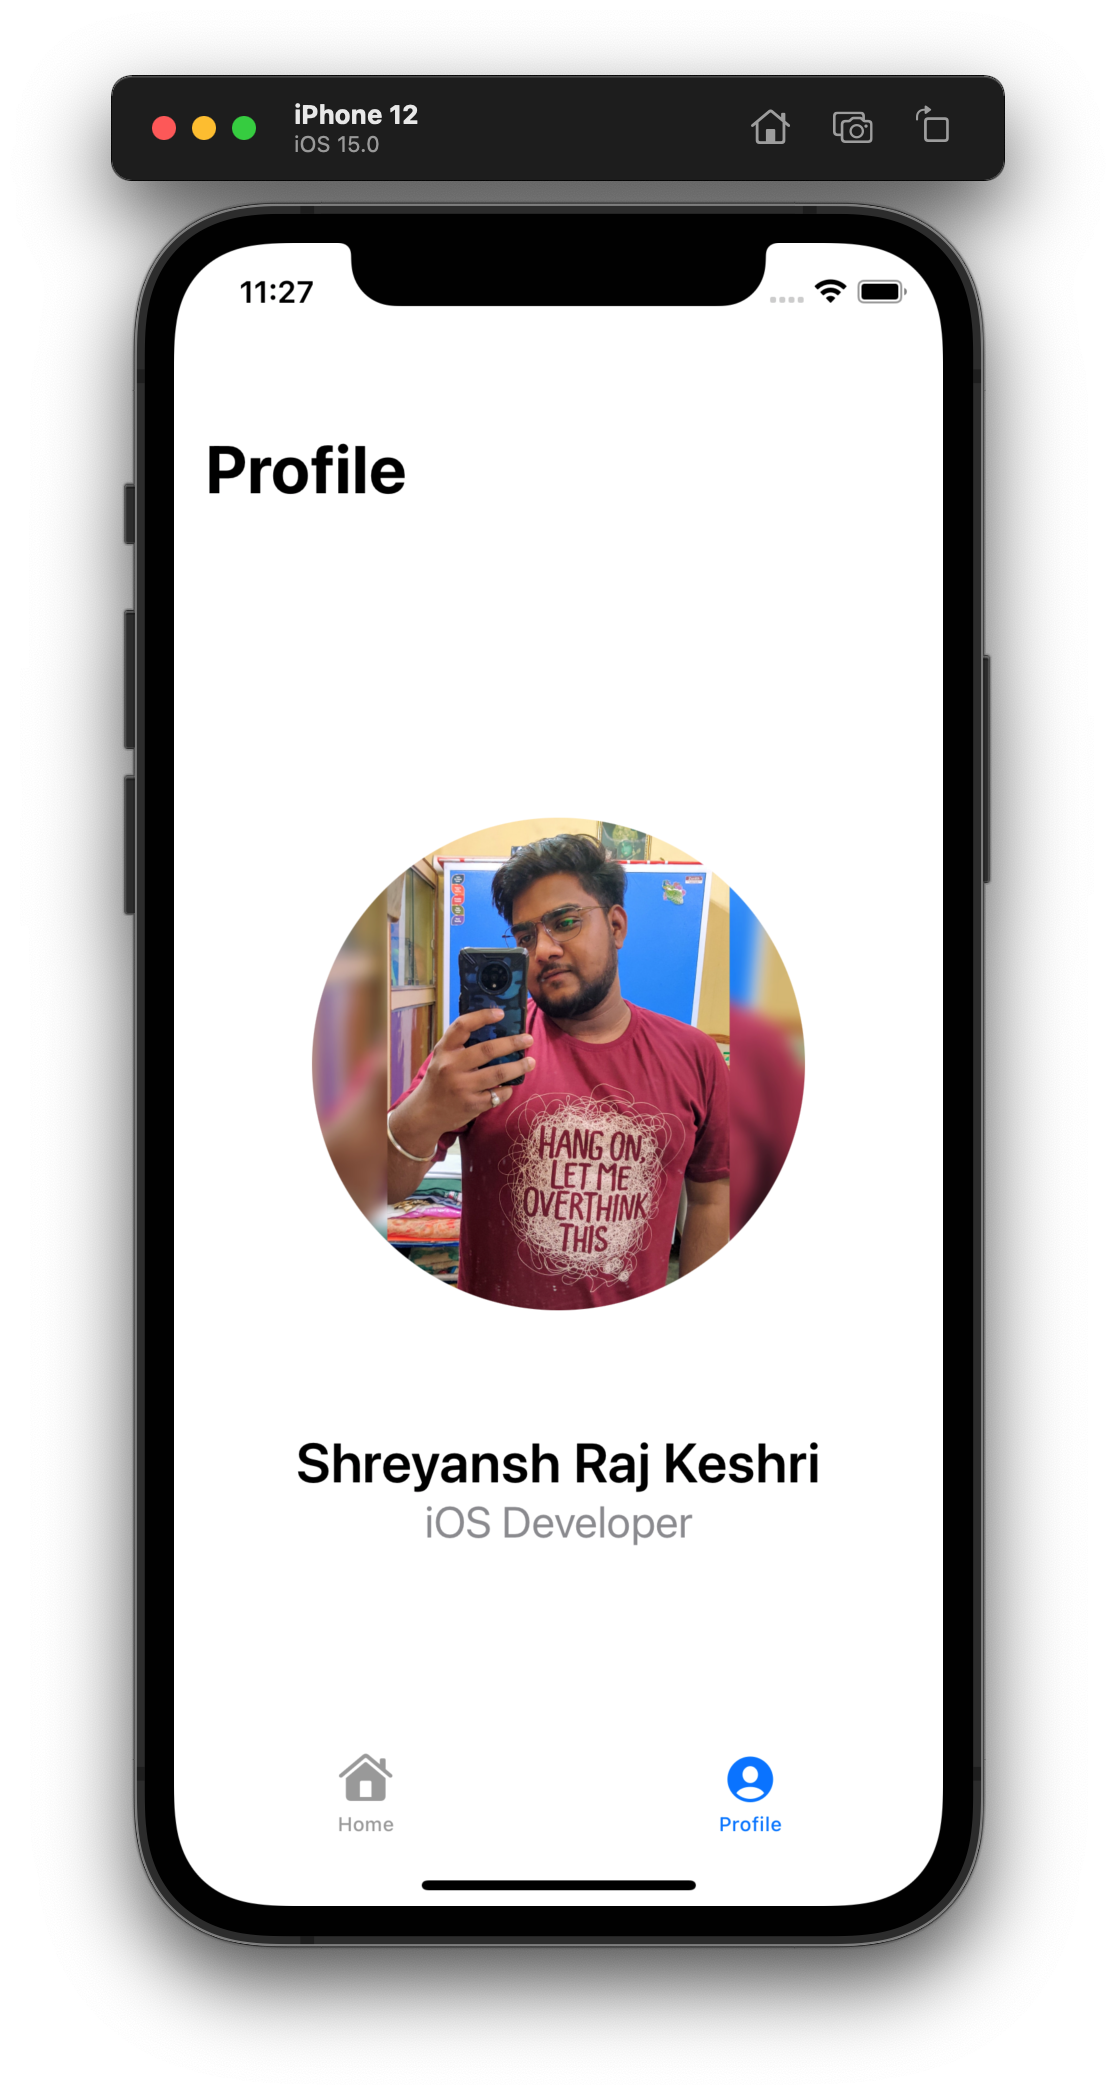 iPhone 12
iOS 15.0
11:27
Profile
HANG ON,
LET ME
OVERTHINK
THIS
Shreyansh Raj Keshri
iOS Developer
Home
Profile